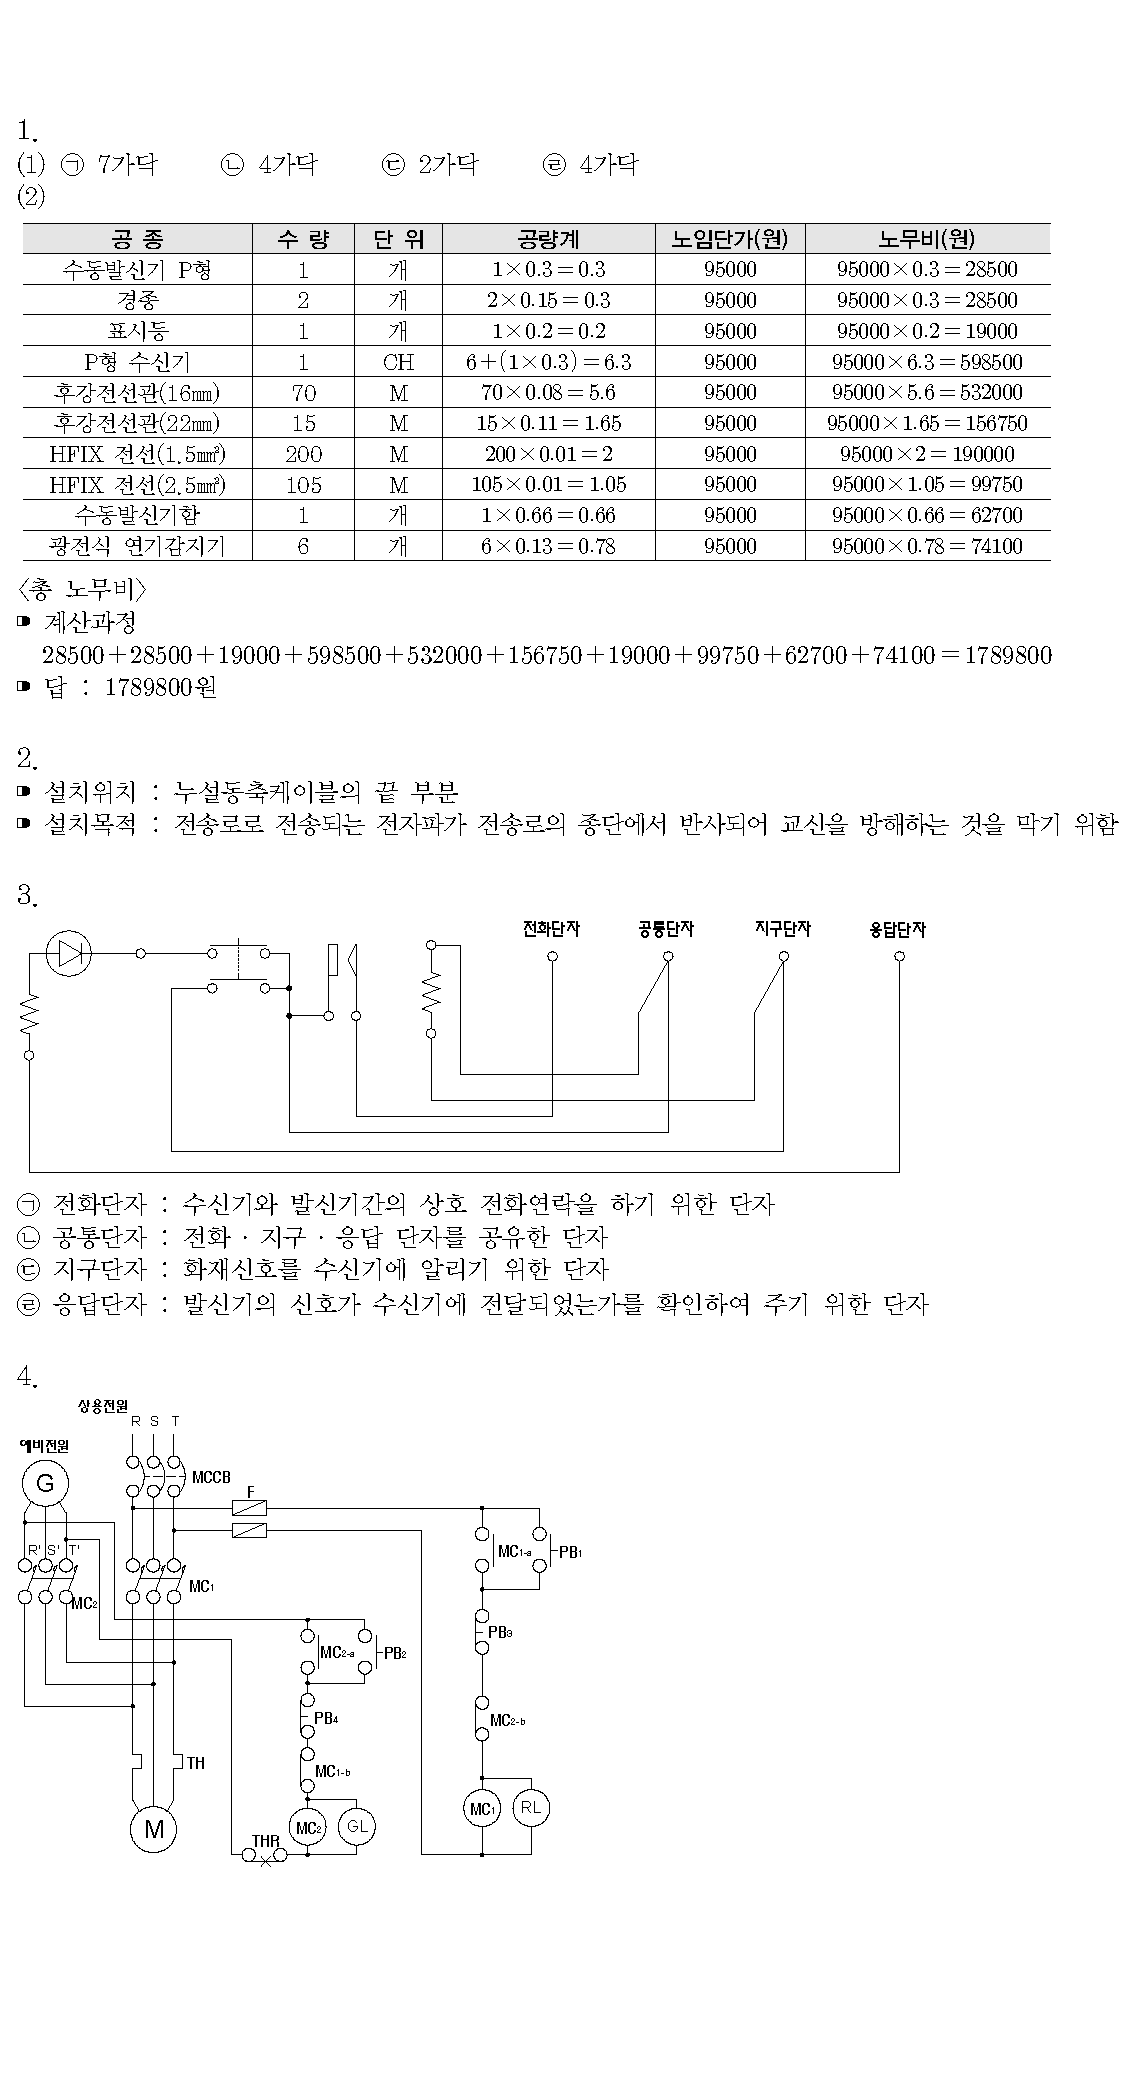 1.
(1) ㉠ 7가닥 ㉡ 4가닥 ㉢ 2가닥 ㉣ 4가닥
(2)
공 종 수 량 단 위 공량계 노임단가(원) 노무비(원)
수동발신기 P형 1 개 1×0.3=0.3 95000 95000×0.3=28500
경종 2 개 2×0.15=0.3 95000 95000×0.3=28500
표시등 1 개 1×0.2=0.2 95000 95000×0.2=19000
P형 수신기 1 CH 6+(1×0.3)=6.3 95000 95000×6.3=598500
후강전선관(16㎜) 70 M 70×0.08=5.6 95000 95000×5.6=532000
후강전선관(22㎜) 15 M 15×0.11=1.65 95000 95000×1.65=156750
HFIX 전선(1.5㎟) 200 M 200×0.01=2 95000 95000×2=190000
HFIX 전선(2.5㎟) 105 M 105×0.01=1.05 95000 95000×1.05=99750
수동발신기함 1 개 1×0.66=0.66 95000 95000×0.66=62700
광전식 연기감지기 6 개 6×0.13=0.78 95000 95000×0.78=74100
〈총 노무비〉
계산과정
28500+28500+19000+598500+532000+156750+19000+99750+62700+74100=1789800
답 : 1789800원
2.
설치위치 : 누설동축케이블의 끝 부분
설치목적 : 전송로로 전송되는 전자파가 전송로의 종단에서 반사되어 교신을 방해하는 것을 막기 위함
3.
전화단자 공통단자 지구단자 응답단자
㉠ 전화단자 : 수신기와 발신기간의 상호 전화연락을 하기 위한 단자
㉡ 공통단자 : 전화·지구·응답 단자를 공유한 단자
㉢ 지구단자 : 화재신호를 수신기에 알리기 위한 단자
㉣ 응답단자 : 발신기의 신호가 수신기에 전달되었는가를 확인하여 주기 위한 단자
4.
상용전원
R S T
예비전원
G
MCCB
F
R' S' T'
MC1-a PB1
MC1
MC2
PB3
MC2-a PB2
PB4
MC2-b
TH
MC1-b
MC1 RL
M
MC2 GL
THR